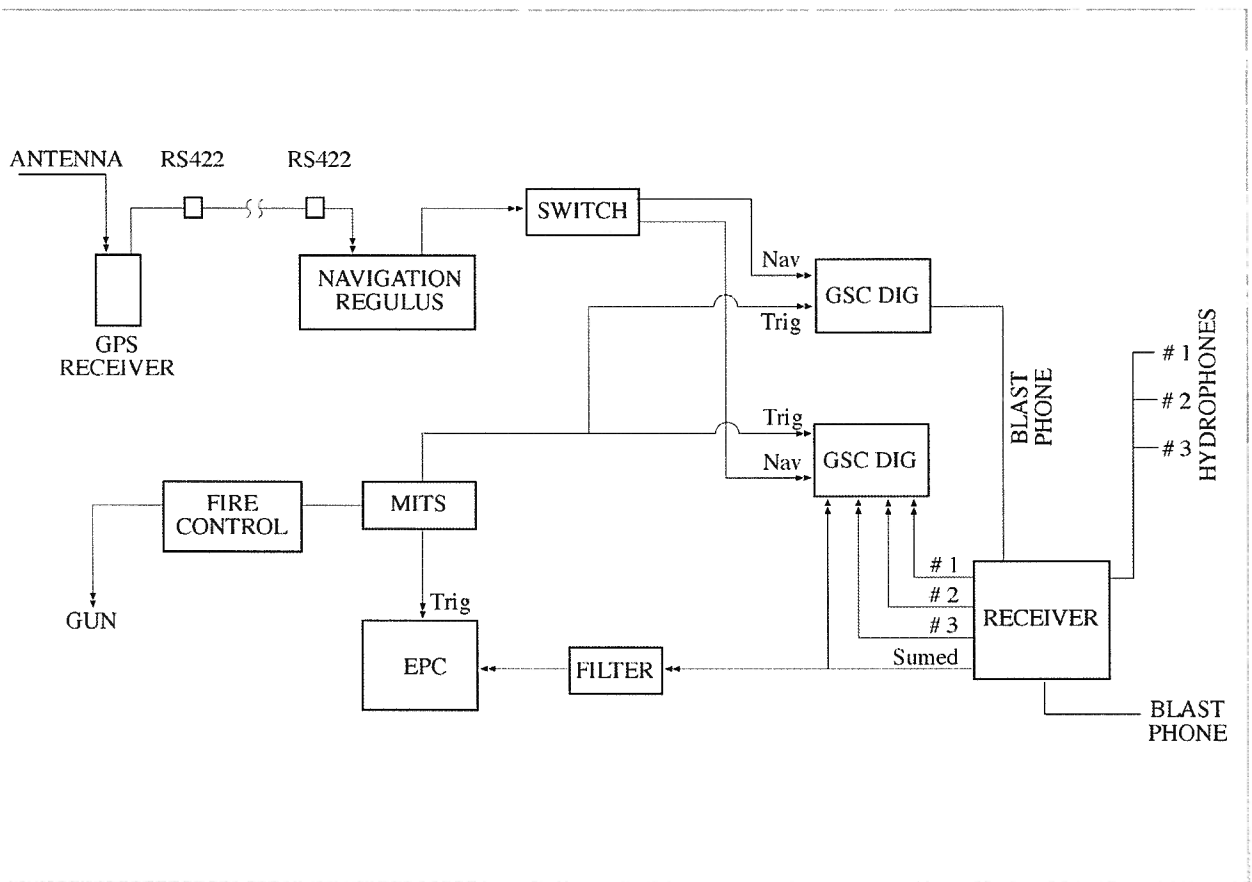 ANTENNA
RS422
RS422
SWITCH
NAVIGATION
REGULUS
GPS
RECEIVER
Nav
GSC DIG
Trig
BLAST
PHONE
# 1
# 2
# 3
HYDROPHONES
Trig
GSC DIG
Nav
FIRE
CONTROL
MITS
GUN
Trig
EPC
FILTER
# 1
# 2
# 3
Sumed
RECEIVER
BLAST
PHONE